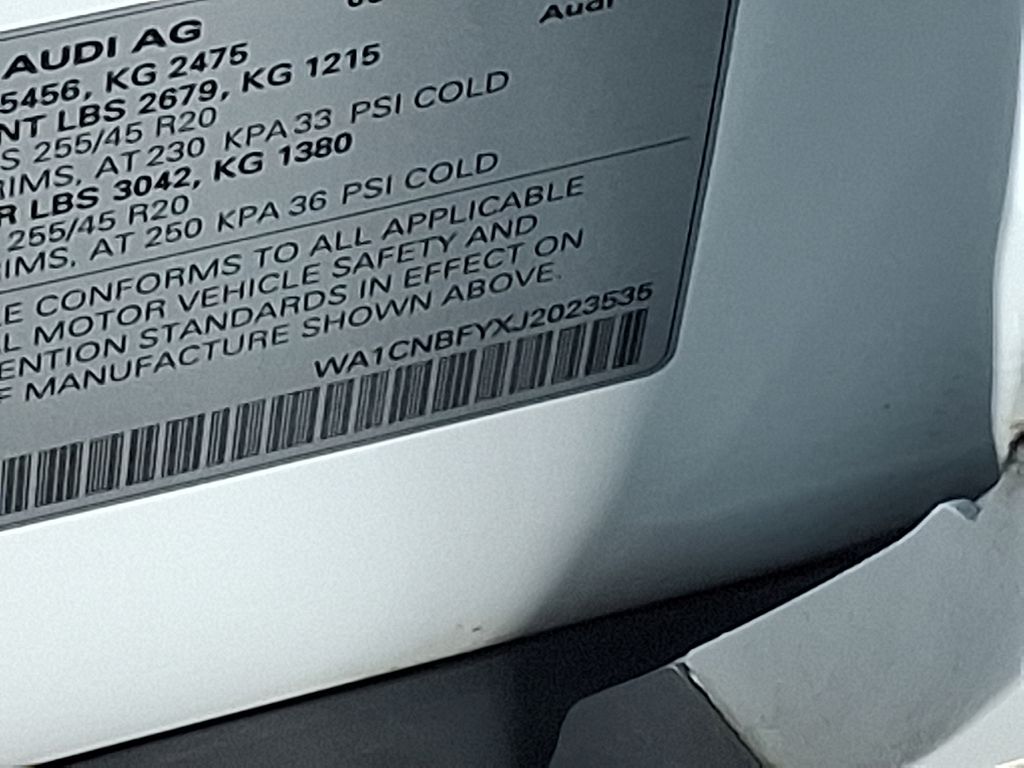 Audi
AUDI AG
5456, KG 2475
NT LBS 2679, KG 1215
S 255/45 R20
RIMS, AT 230 KPA 33 PSI COLD
R LBS 3042, KG 1380
255/45 R20
RIMS, AT 250 KPA 36 PSI COLD
LE CONFORMS TO ALL APPLICABLE
L MOTOR VEHICLE SAFETY AND
ENTION STANDARDS IN EFFECT ON
F MANUFACTURE SHOWN ABOVE.
WA1CNBFYXJ2023535